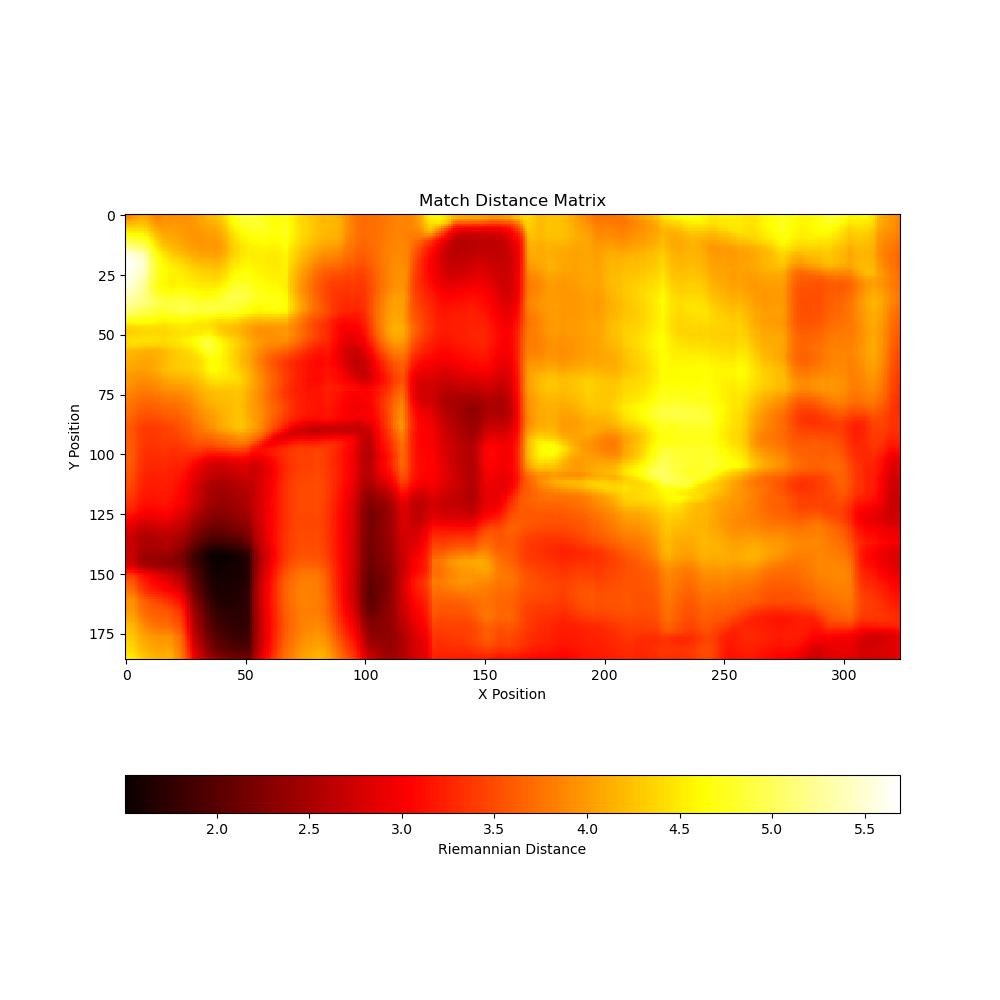 Match Distance Matrix
0
25
50
75
100
125
150
175
Y Position
0 50 100 150 200 250 300
X Position
2.0 2.5 3.0 3.5 4.0 4.5 5.0 5.5
Riemannian Distance